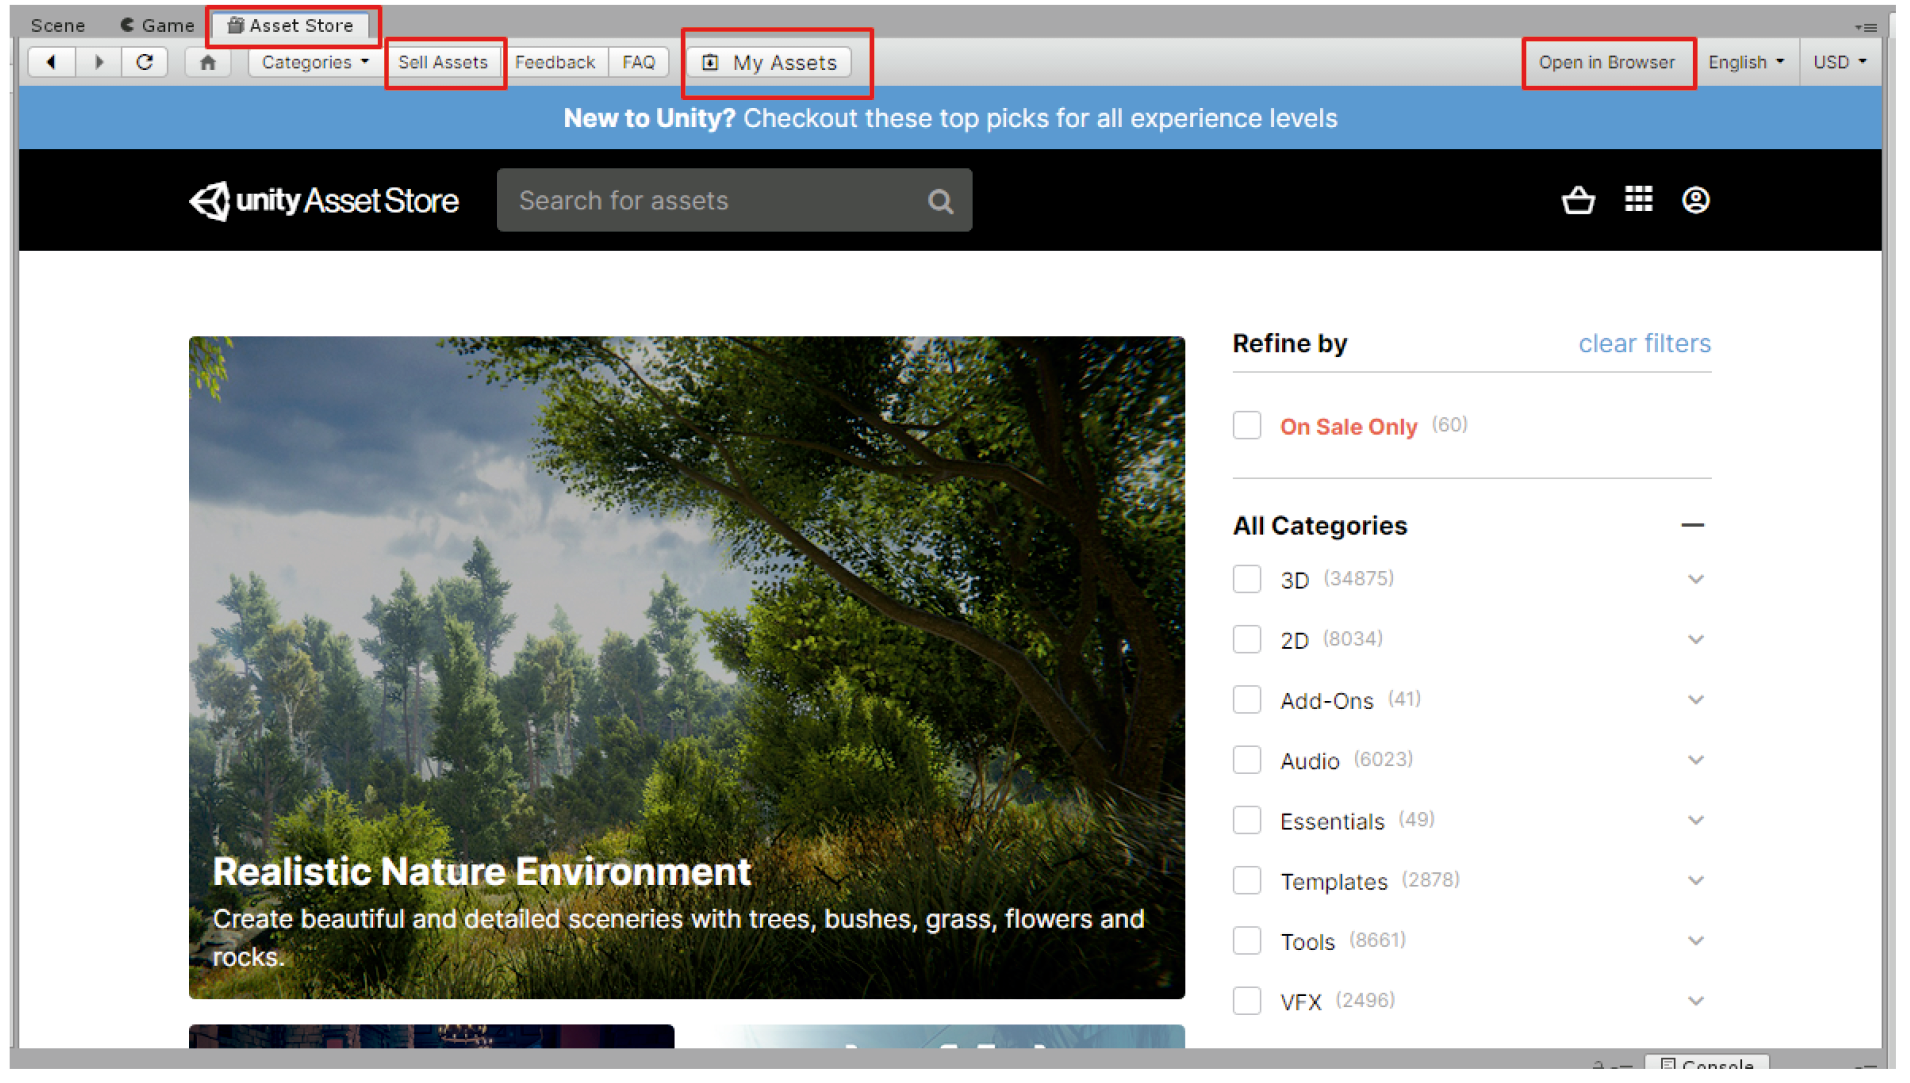 Scene Game Asset Store
Categories Sell Assets Feedback FAQ My Assets Open in Browser English USD
New to Unity? Checkout these top picks for all experience levels
unity Asset Store Search for assets
Refine by clear filters
On Sale Only (60)
All Categories
3D (34875)
2D (8034)
Add-Ons (41)
Audio (6023)
Essentials (49)
Templates (2878)
Tools (8661)
VFX (2496)
Realistic Nature Environment
Create beautiful and detailed sceneries with trees, bushes, grass, flowers and
rocks.
Console